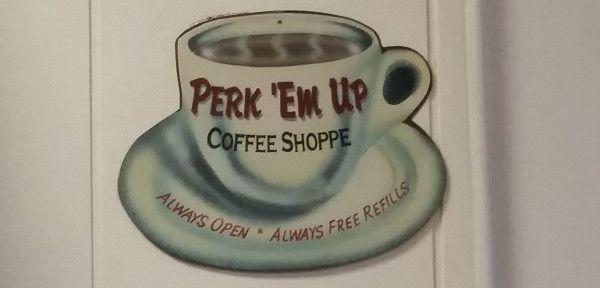 PERK 'EM UP
COFFEE SHOPPE
ALWAYS OPEN * ALWAYS FREE REFILLS